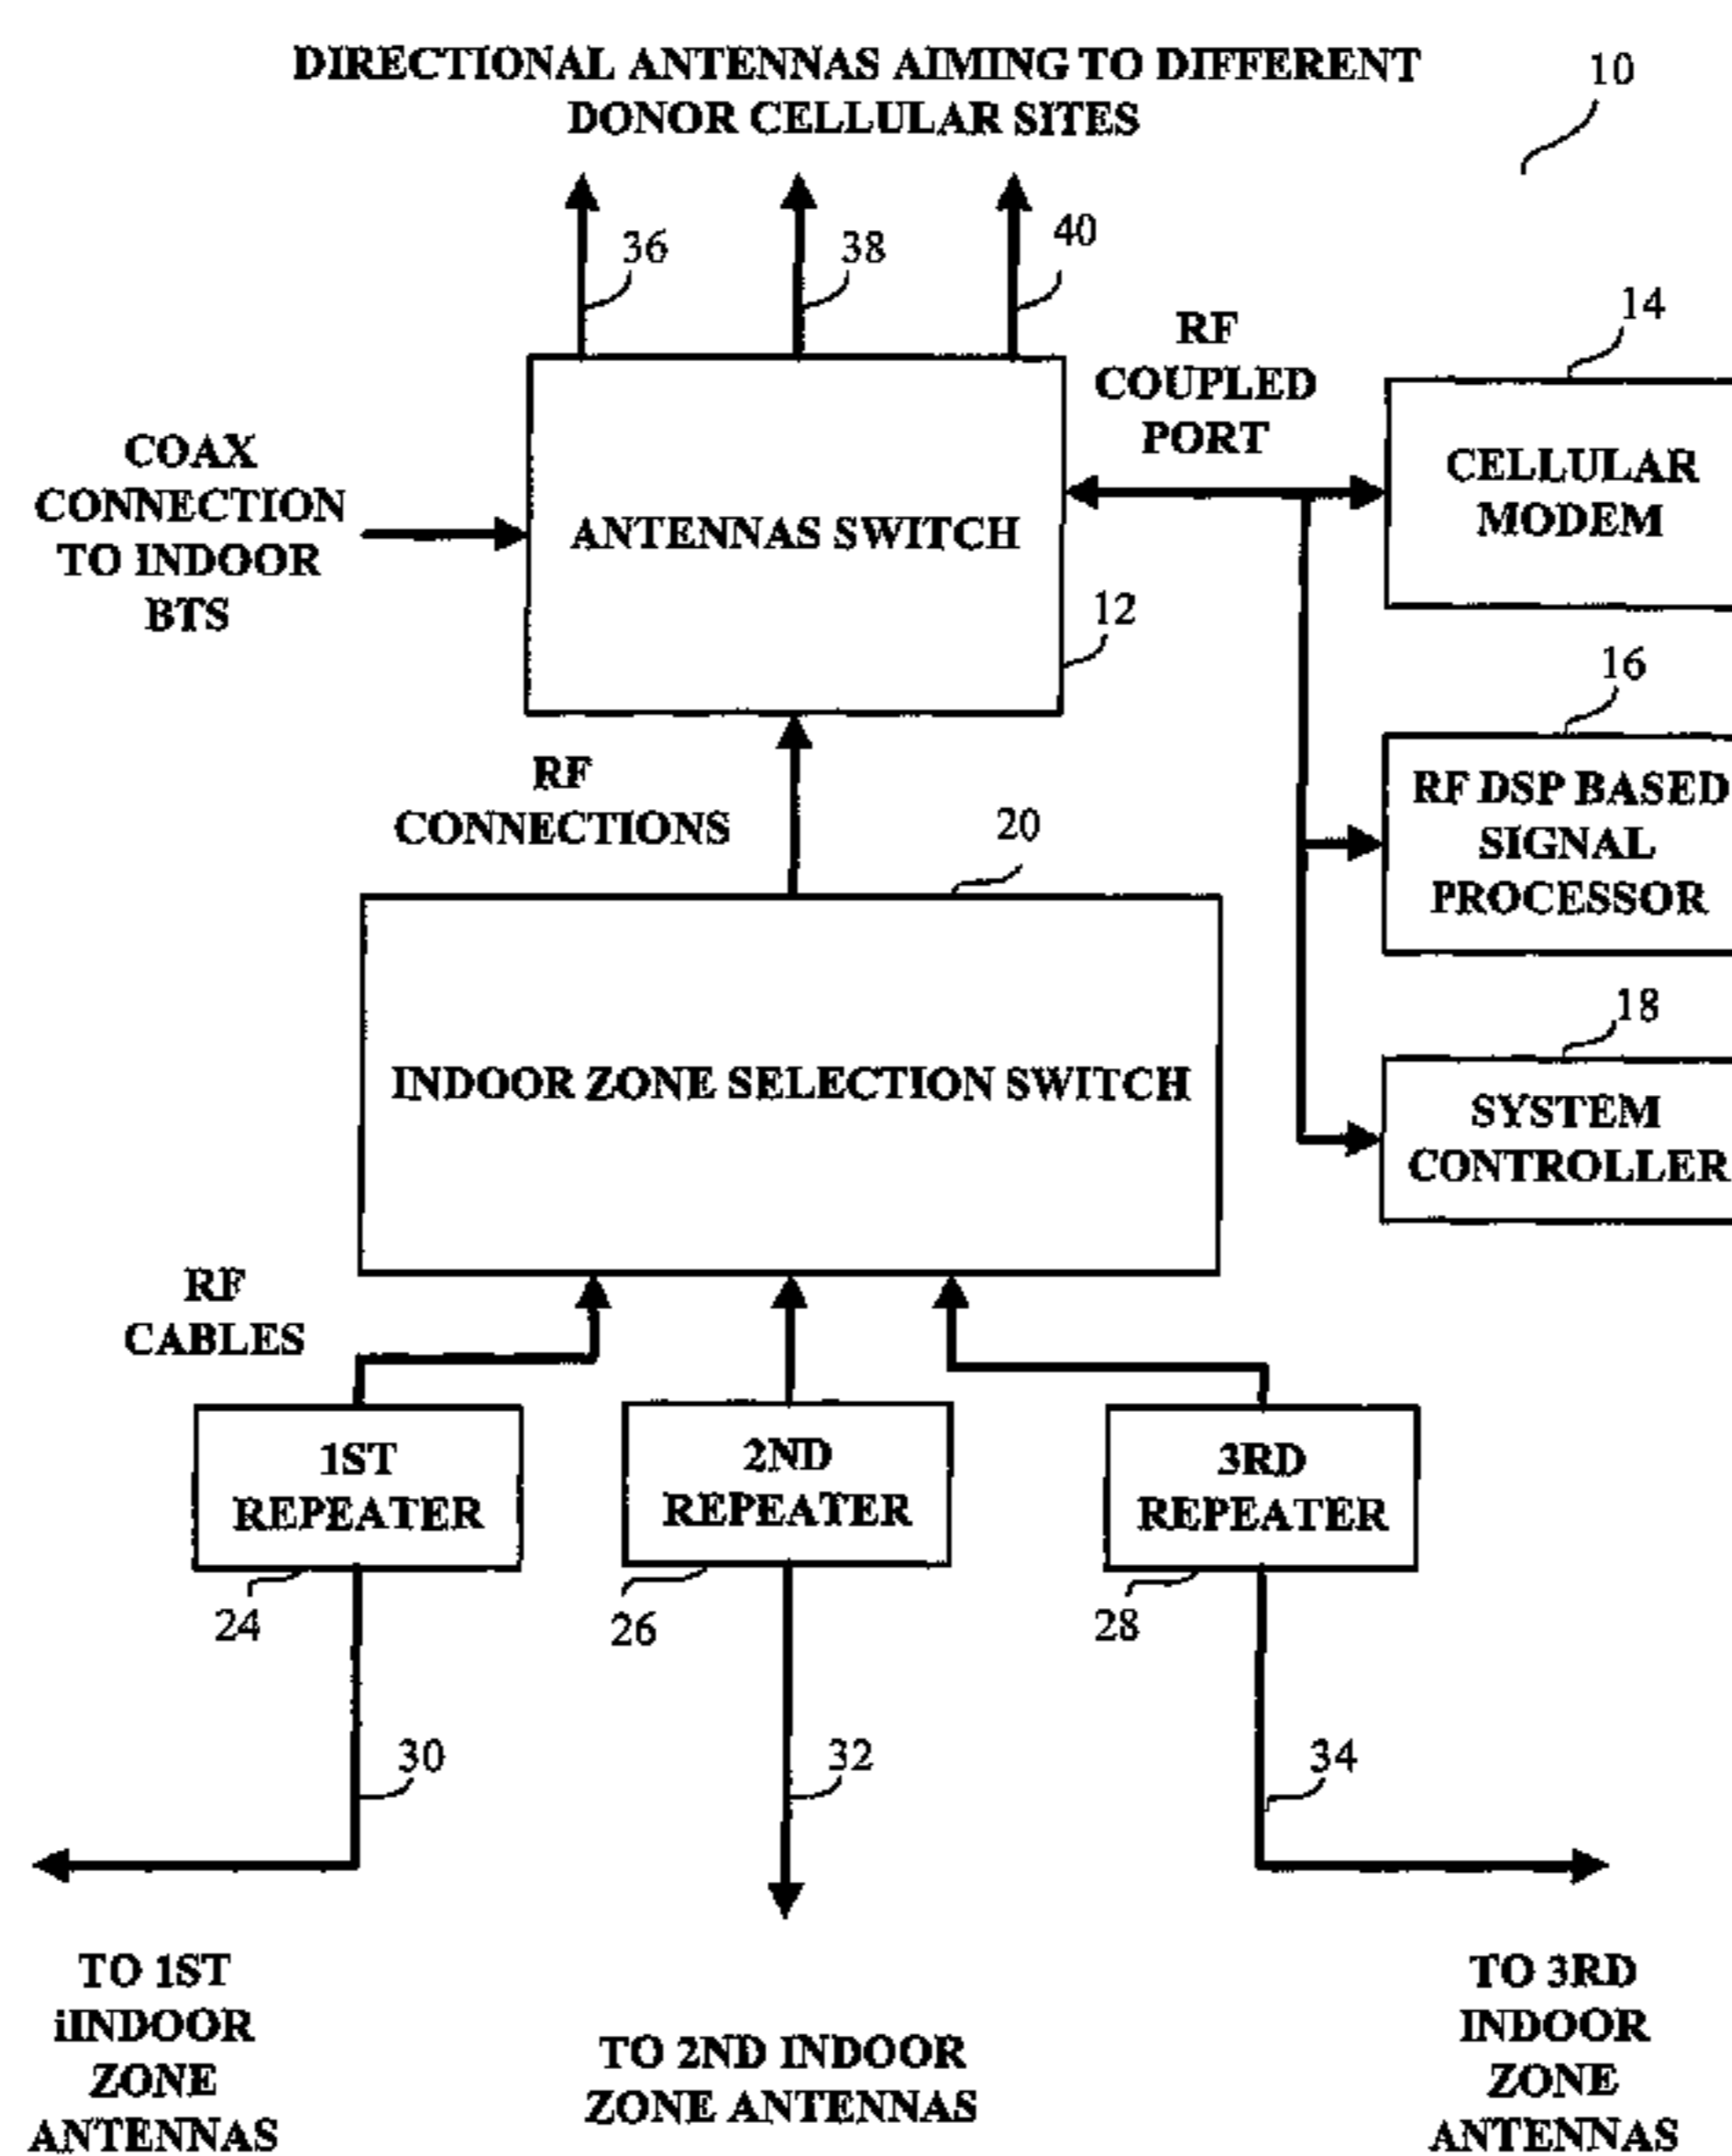 DIRECTIONAL ANTENNAS AIMING TO DIFFERENT
DONOR CELLULAR SITES
10
36
38
40
RF
COUPLED
PORT
14
CELLULAR
MODEM
COAX
CONNECTION
TO INDOOR
BTS
ANTENNAS SWITCH
12
16
RF DSP BASED
SIGNAL
PROCESSOR
RF
CONNECTIONS
20
18
SYSTEM
CONTROLLER
INDOOR ZONE SELECTION SWITCH
RF
CABLES
1ST
REPEATER
2ND
REPEATER
3RD
REPEATER
24
26
28
30
32
34
TO 1ST
iINDOOR
ZONE
ANTENNAS
TO 2ND INDOOR
ZONE ANTENNAS
TO 3RD
INDOOR
ZONE
ANTENNAS